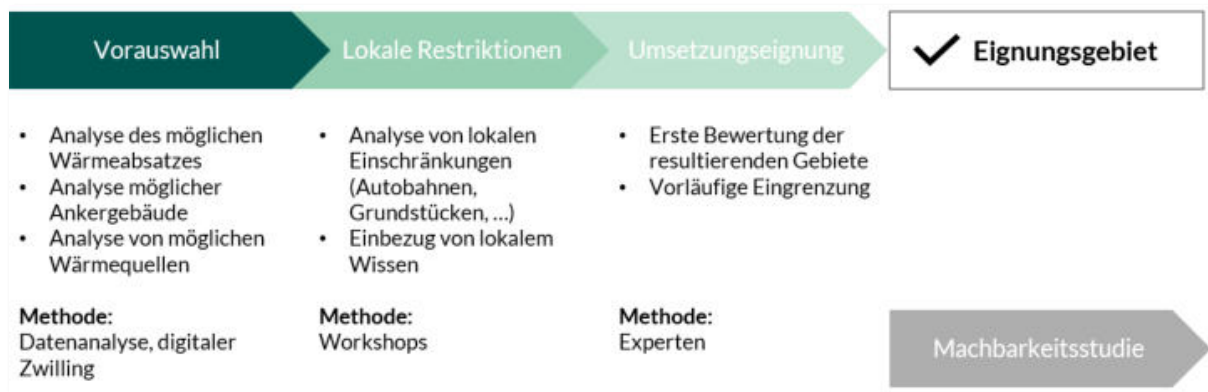 Vorauswahl
Lokale Restriktionen
Umsetzungseignung
Eignungsgebiet
• Analyse des möglichen
Wärmeabsatzes
• Analyse möglicher
Ankergebäude
• Analyse von möglichen
Wärmequellen
Methode:
Datenanalyse, digitaler
Zwilling
• Analyse von lokalen
Einschränkungen
(Autobahnen,
Grundstücken, ...)
• Einbezug von lokalem
Wissen
Methode:
Workshops
• Erste Bewertung der
resultierenden Gebiete
• Vorläufige Eingrenzung
Methode:
Experten
Machbarkeitsstudie